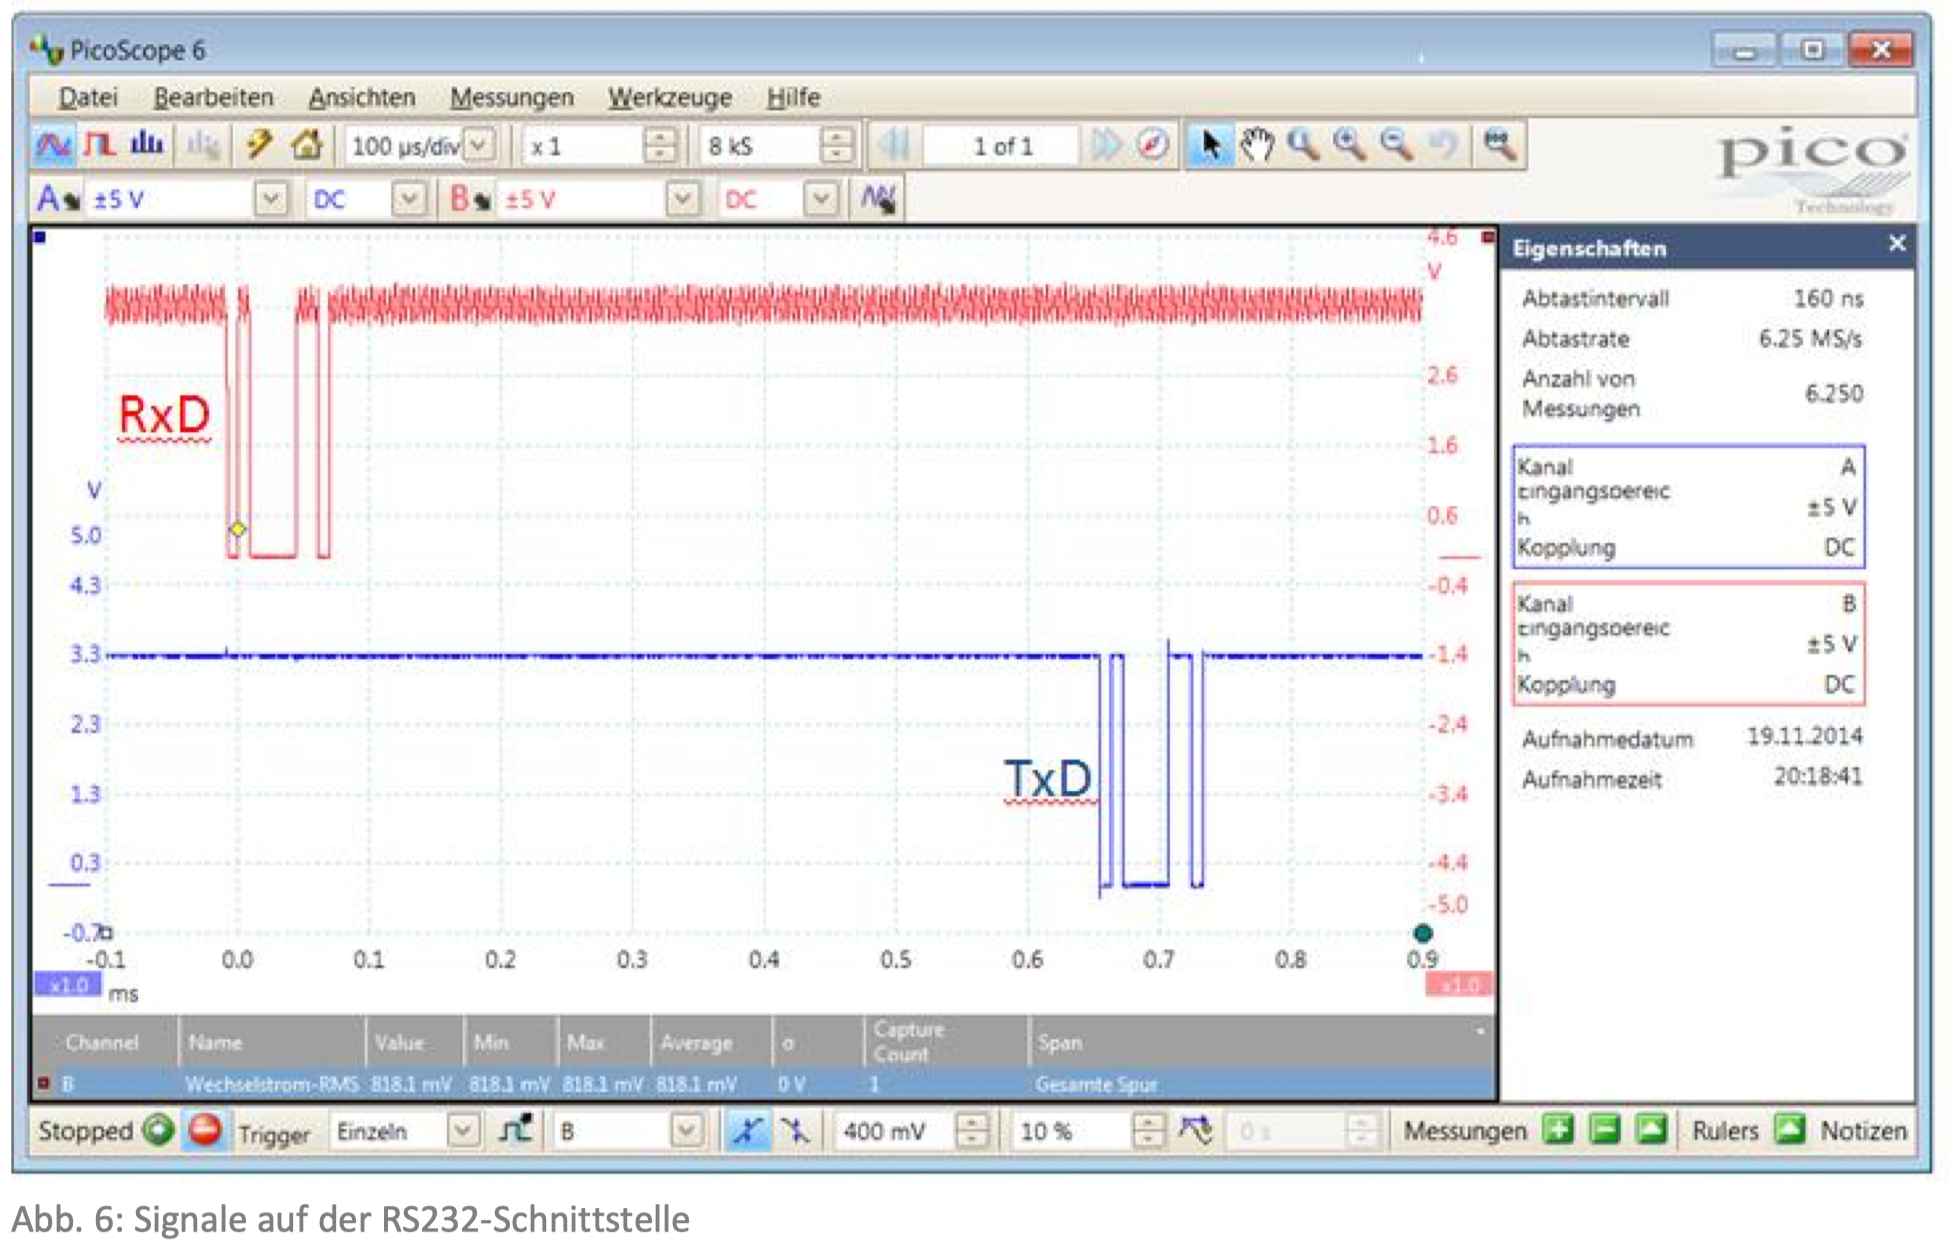 PicoScope 6
Datei Bearbeiten Ansichten Messungen Werkzeuge Hilfe
100 µs/div x 1 8 kS 1 of 1
pico
Technology
A ±5 V DC B ±5 V DC
4.6
V
2.6
1.6
0.6
-0.4
-1.4
-2.4
-3.4
-4.4
-5.0
RxD
V
5.0
4.3
3.3
2.3
1.3
0.3
-0.7
TxD
-0.1 0.0 0.1 0.2 0.3 0.4 0.5 0.6 0.7 0.8 0.9
x1.0 ms x1.0
Eigenschaften
Abtastintervall 160 ns
Abtastrate 6.25 MS/s
Anzahl von
Messungen 6.250
Kanal A
Eingangsbereic
h ±5 V
Kopplung DC
Kanal B
Eingangsbereic
h ±5 V
Kopplung DC
Aufnahmedatum 19.11.2014
Aufnahmezeit 20:18:41
Channel Name Value Min Max Average σ Capture Count Span
B Wechselstrom-RMS 818.1 mV 818.1 mV 818.1 mV 818.1 mV 0 V 1 Gesamte Spur
Stopped Trigger Einzeln B 400 mV 10 % 0 s Messungen Rulers Notizen
Abb. 6: Signale auf der RS232-Schnittstelle